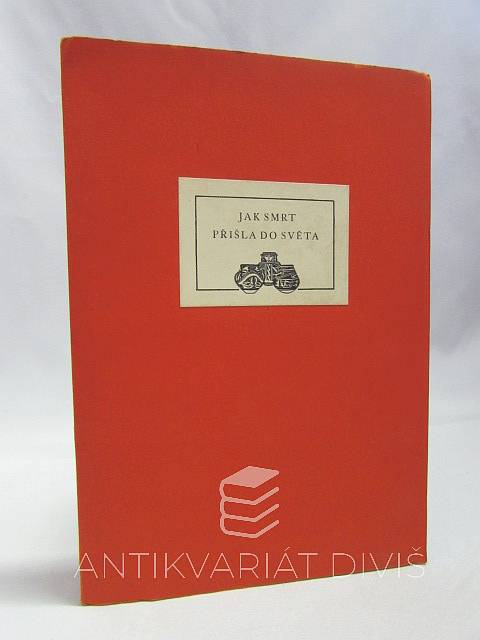 JAK SMRT
PŘIŠLA DO SVĚTA
ANTIKVARIÁT DIVIŠ